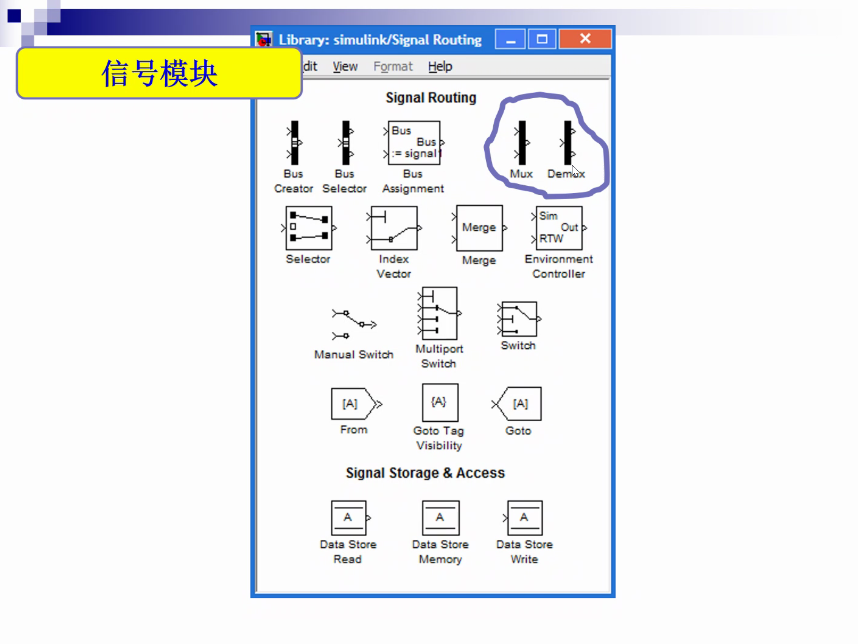 Library: simulink/Signal Routing
信号模块
dit View Format Help
Signal Routing
Bus
Bus
:= signal1
Bus Creator
Bus Selector
Bus Assignment
Mux
Demux
Selector
Index Vector
Merge
Merge
Sim
Out
RTW
Environment Controller
Manual Switch
Multiport Switch
Switch
[A]
{A}
[A]
From
Goto Tag Visibility
Goto
Signal Storage & Access
A
A
A
Data Store Read
Data Store Memory
Data Store Write